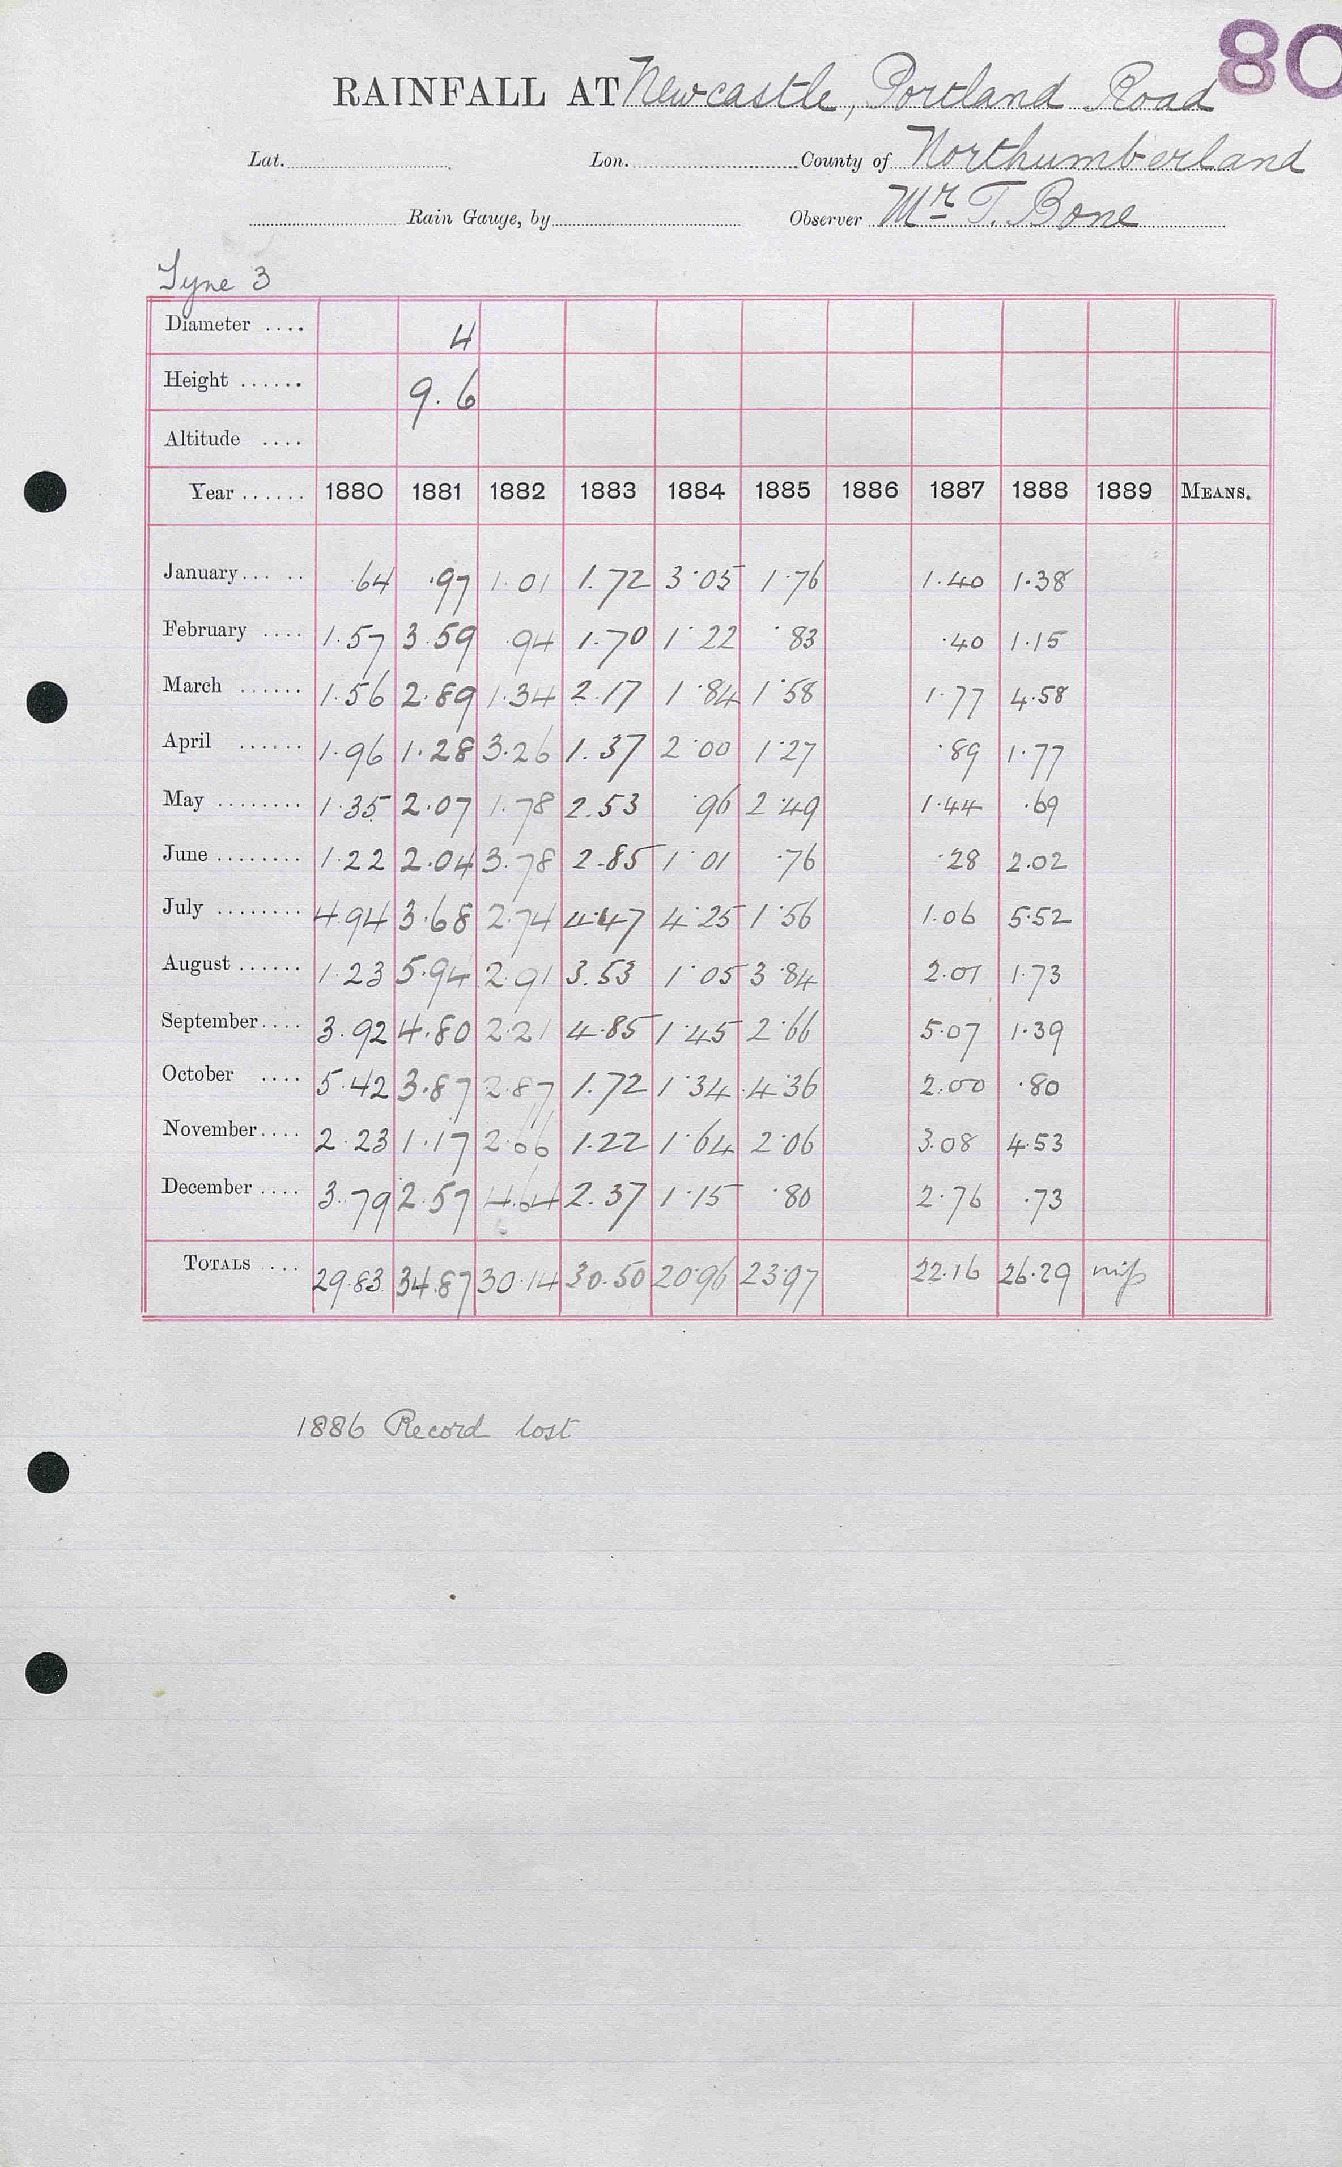 80
RAINFALL AT Newcastle, Portland Road
Lat. Lon. County of Northumberland
Rain Gauge, by Observer Mr T. Bone
Tyne 3
Diameter .... 4
Height ...... 9.6
Altitude ....
Year ...... 1880 1881 1882 1883 1884 1885 1886 1887 1888 1889 MEANS.
January ... .. .64 .97 1.01 1.72 3.05 1.76 1.40 1.38
February .... 1.57 3.59 .94 1.70 1.22 .83 .40 1.15
March ...... 1.56 2.89 1.34 2.17 1.84 1.58 1.77 4.58
April ...... 1.96 1.28 3.26 1.37 2.00 1.27 .89 1.77
May ........ 1.35 2.07 1.78 2.53 .96 2.49 1.44 .69
June ........ 1.22 2.04 3.78 2.85 1.01 .76 .28 2.02
July ........ 4.94 3.68 2.74 4.47 4.25 1.56 1.06 5.52
August ...... 1.23 5.94 2.91 3.53 1.05 3.84 2.01 1.73
September.... 3.92 4.80 2.21 4.85 1.45 2.66 5.07 1.39
October .... 5.42 3.87 2.87 1.72 1.34 4.36 2.00 .80
November.... 2.23 1.17 2.66 1.22 1.64 2.06 3.08 4.53
December .... 3.79 2.57 4.64 2.37 1.15 .80 2.76 .73
TOTALS .... 29.83 34.87 30.14 30.50 20.96 23.97 22.16 26.29
1886 Record lost